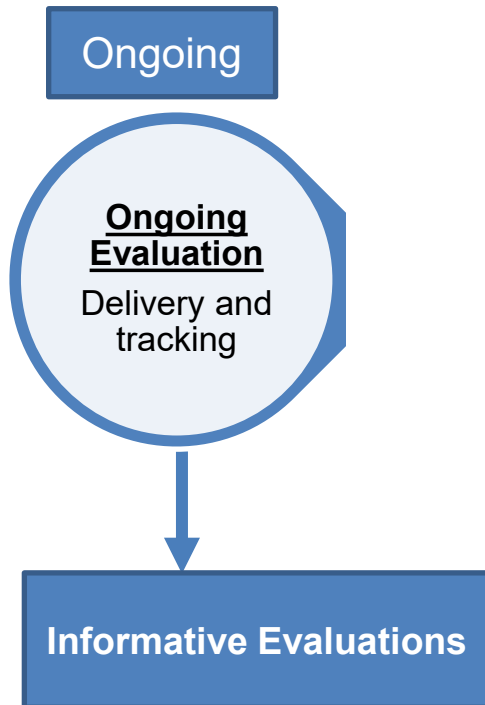 Ongoing
Ongoing
Evaluation
Delivery and
tracking
Informative Evaluations